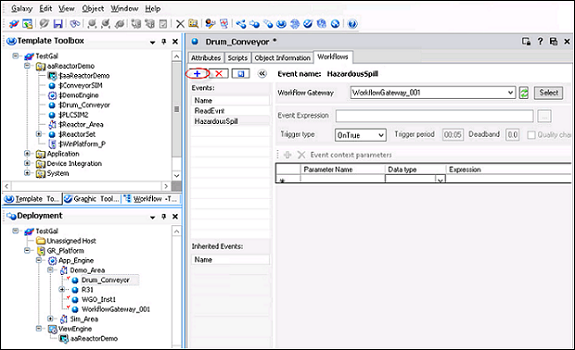 Galaxy Edit View Object Window Help
Template Toolbox
TestGal
aaReactorDemo
$aaReactorDemo
$ConveyorSIM
$DemoEngine
$Drum_Conveyor
$PLCSIM2
$Reactor_Area
$ReactorSet
$WinPlatform_P
Application
Device Integration
System
Template To... Graphic Tool... Workflow -T...
Deployment
TestGal
Unassigned Host
GR_Platform
App_Engine
Demo_Area
Drum_Conveyor
R31
WGO_Inst1
WorkflowGateway_001
Sim_Area
ViewEngine
aaReactorDemo
Drum_Conveyor *
Attributes Scripts Object Information Workflows
Events:
Name
ReadEvnt
HazardousSpill
Inherited Events:
Name
Event name: HazardousSpill
Workflow Gateway: WorkflowGateway_001 Select
Event Expression ...
Trigger type OnTrue Trigger period 00:05 Deadband 0.0 Quality chan
Event context parameters
Parameter Name Data type Expression